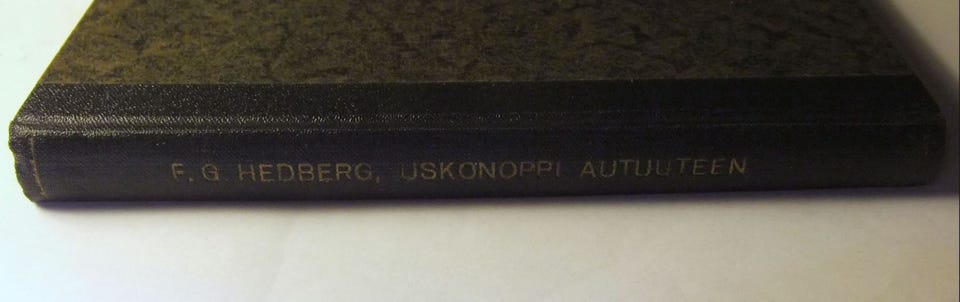 F. G. HEDBERG, USKONOPPI AUTUUTEEN